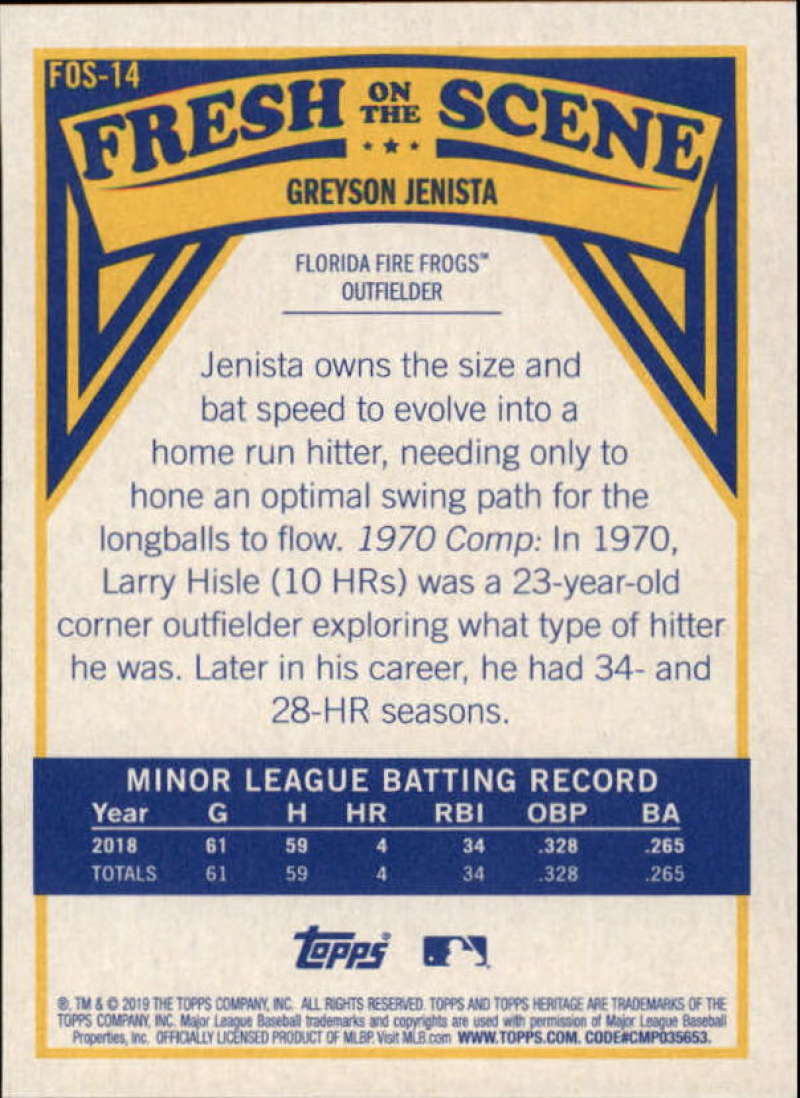 FOS-14
FRESH ON THE SCENE
GREYSON JENISTA
FLORIDA FIRE FROGS™
OUTFIELDER
Jenista owns the size and
bat speed to evolve into a
home run hitter, needing only to
hone an optimal swing path for the
longballs to flow. 1970 Comp: In 1970,
Larry Hisle (10 HRs) was a 23-year-old
corner outfielder exploring what type of hitter
he was. Later in his career, he had 34- and
28-HR seasons.
MINOR LEAGUE BATTING RECORD
Year G H HR RBI OBP BA
2018 61 59 4 34 .328 .265
TOTALS 61 59 4 34 .328 .265
topps®
®, TM & © 2019 THE TOPPS COMPANY, INC. ALL RIGHTS RESERVED. TOPPS AND TOPPS HERITAGE ARE TRADEMARKS OF THE
TOPPS COMPANY, INC. Major League Baseball trademarks and copyrights are used with permission of Major League Baseball
Properties, Inc. OFFICIALLY LICENSED PRODUCT OF MLBP. Visit MLB.com WWW.TOPPS.COM. CODE#CMP035653.